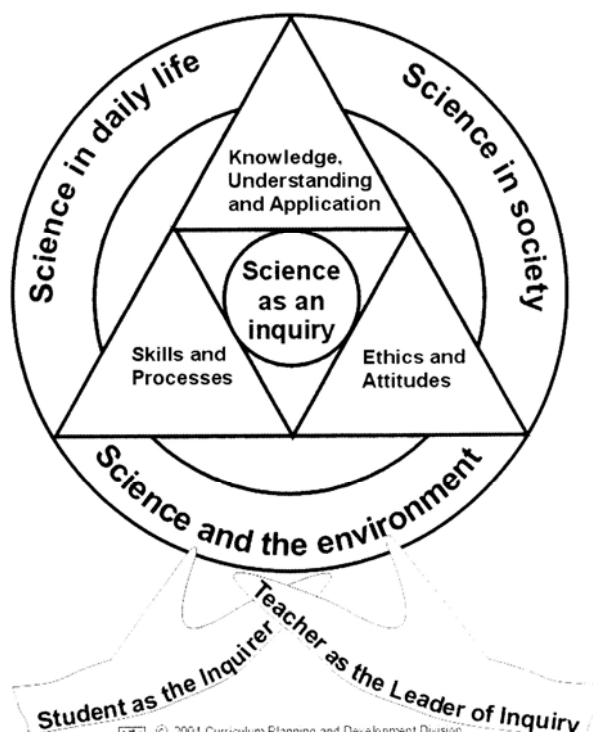 Science in daily life
Science in society
Knowledge,
Understanding
and Application
Science
as an
inquiry
Skills and
Processes
Ethics and
Attitudes
Science and the environment
Student as the Inquirer
Teacher as the Leader of Inquiry
© 2001 Curriculum Planning and Development Division